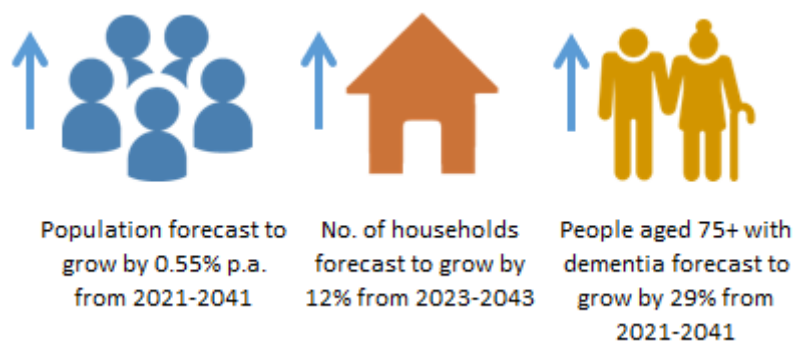 Population forecast to
grow by 0.55% p.a.
from 2021-2041
No. of households
forecast to grow by
12% from 2023-2043
People aged 75+ with
dementia forecast to
grow by 29% from
2021-2041